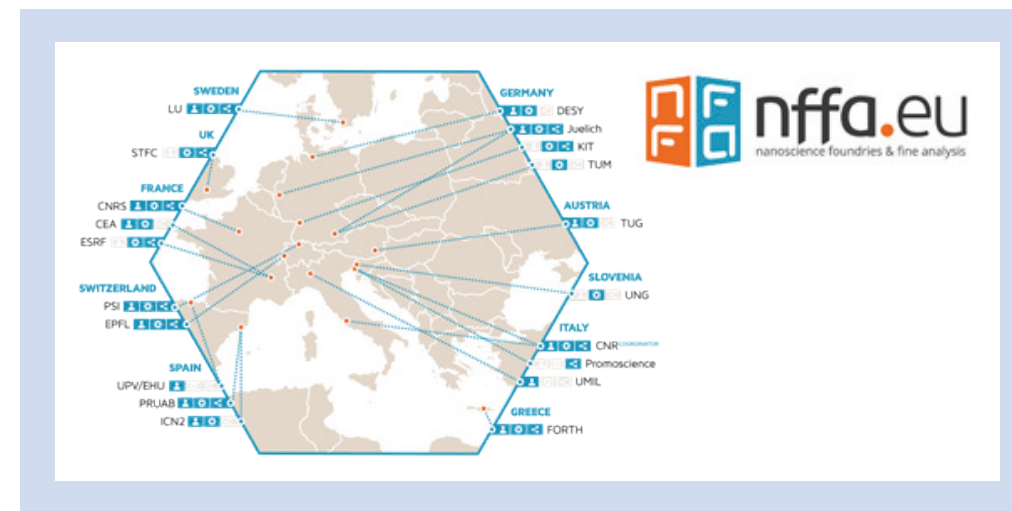 SWEDEN
LU
UK
STFC
FRANCE
CNRS
CEA
ESRF
SWITZERLAND
PSI
EPFL
SPAIN
UPV/EHU
PRUAB
ICN2
GERMANY
DESY
Juelich
KIT
TUM
AUSTRIA
TUG
SLOVENIA
UNG
ITALY
CNR COORDINATOR
Promoscience
UMIL
GREECE
FORTH
NF
FA
nffa.eu
nanoscience foundries & fine analysis